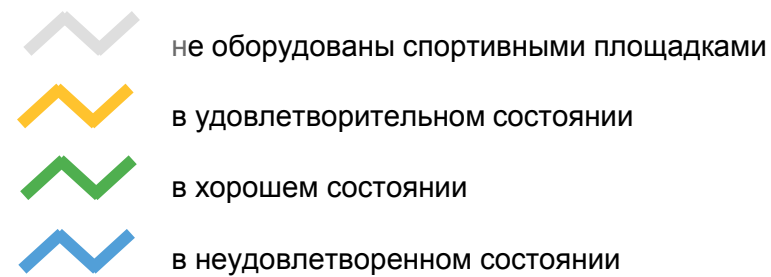 не оборудованы спортивными площадками
в удовлетворительном состоянии
в хорошем состоянии
в неудовлетворенном состоянии